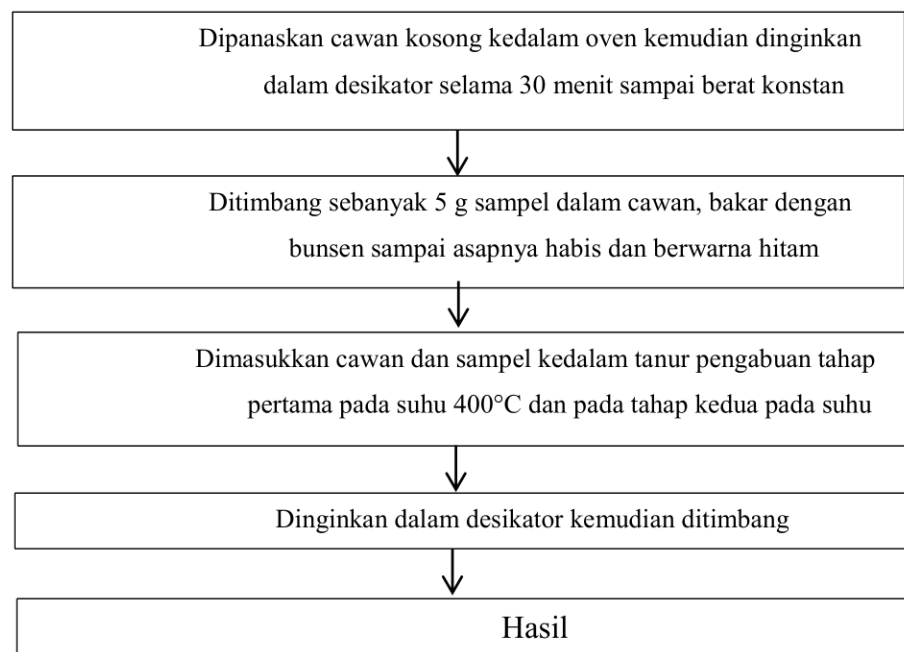 Dipanaskan cawan kosong kedalam oven kemudian dinginkan
dalam desikator selama 30 menit sampai berat konstan
Ditimbang sebanyak 5 g sampel dalam cawan, bakar dengan
bunsen sampai asapnya habis dan berwarna hitam
Dimasukkan cawan dan sampel kedalam tanur pengabuan tahap
pertama pada suhu 400°C dan pada tahap kedua pada suhu
Dinginkan dalam desikator kemudian ditimbang
Hasil